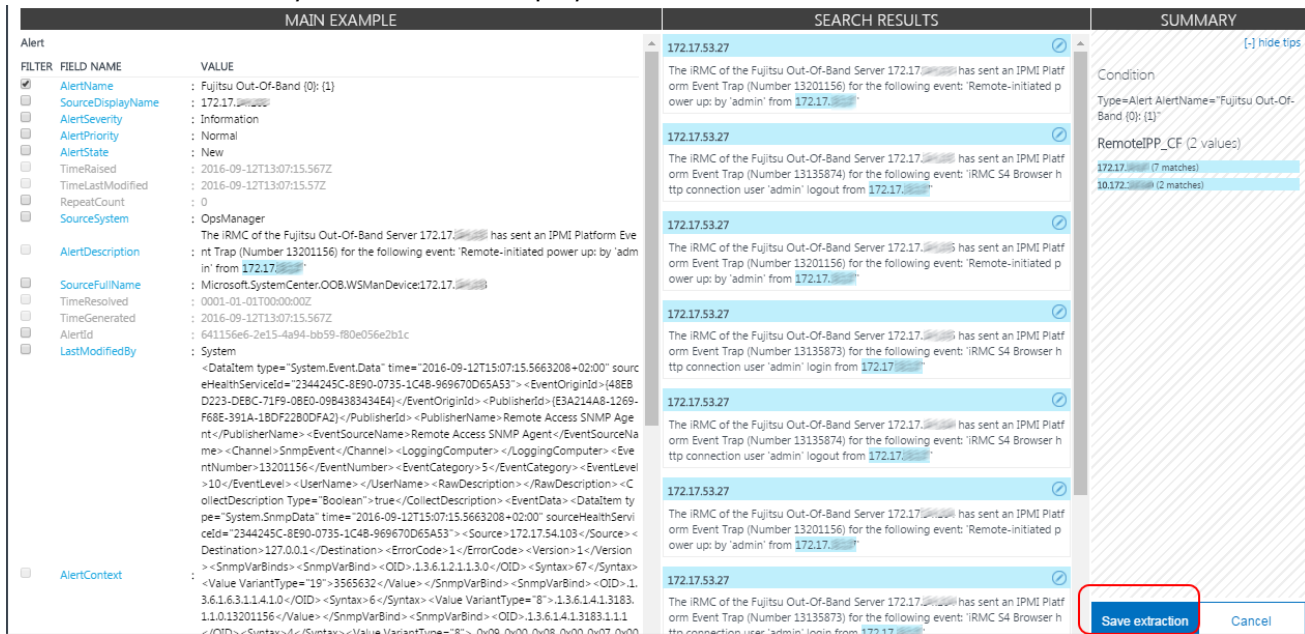 MAIN EXAMPLE
SEARCH RESULTS
SUMMARY
Alert
FILTER FIELD NAME VALUE
AlertName : Fujitsu Out-Of-Band {0}: {1}
SourceDisplayName : 172.17.
AlertSeverity : Information
AlertPriority : Normal
AlertState : New
TimeRaised : 2016-09-12T13:07:15.567Z
TimeLastModified : 2016-09-12T13:07:15.57Z
RepeatCount : 0
SourceSystem : OpsManager
The iRMC of the Fujitsu Out-Of-Band Server 172.17. has sent an IPMI Platform Eve
AlertDescription : nt Trap (Number 13201156) for the following event: 'Remote-initiated power up: by 'adm
in' from 172.17. '
SourceFullName : Microsoft.SystemCenter.OOB.WSManDevice:172.17.
TimeResolved : 0001-01-01T00:00:00Z
TimeGenerated : 2016-09-12T13:07:15.567Z
AlertId : 641156e6-2e15-4a94-bb59-f80e056e2b1c
LastModifiedBy : System
<DataItem type="System.Event.Data" time="2016-09-12T15:07:15.5663208+02:00" sourc
eHealthServiceId="2344245C-8E90-0735-1C4B-969670D65A53"><EventOriginId>{48EB
D223-DEBC-71F9-0BE0-09B4383434E4}</EventOriginId><PublisherId>{E3A214A8-1269-
F68E-391A-1BDF22B0DFA2}</PublisherId><PublisherName>Remote Access SNMP Age
nt</PublisherName><EventSourceName>Remote Access SNMP Agent</EventSourceNa
me><Channel>SnmpEvent</Channel><LoggingComputer></LoggingComputer><Eve
ntNumber>13201156</EventNumber><EventCategory>5</EventCategory><EventLevel
>10</EventLevel><UserName></UserName><RawDescription></RawDescription><C
ollectDescription Type="Boolean">true</CollectDescription><EventData><DataItem ty
pe="System.SnmpData" time="2016-09-12T15:07:15.5663208+02:00" sourceHealthServi
ceId="2344245C-8E90-0735-1C4B-969670D65A53"><Source>172.17.54.103</Source><
Destination>127.0.0.1</Destination><ErrorCode>1</ErrorCode><Version>1</Version
><SnmpVarBinds><SnmpVarBind><OID>.1.3.6.1.2.1.1.3.0</OID><Syntax>67</Syntax>
AlertContext : <Value VariantType="19">3565632</Value></SnmpVarBind><SnmpVarBind><OID>.1.
3.6.1.6.3.1.1.4.1.0</OID><Syntax>6</Syntax><Value VariantType="8">.1.3.6.1.4.1.3183.
1.1.0.13201156</Value></SnmpVarBind><SnmpVarBind><OID>.1.3.6.1.4.1.3183.1.1.1
</OID><Syntax>4</Syntax><Value VariantType="8">
172.17.53.27
The iRMC of the Fujitsu Out-Of-Band Server 172.17. has sent an IPMI Platf
orm Event Trap (Number 13201156) for the following event: 'Remote-initiated p
ower up: by 'admin' from 172.17. '
172.17.53.27
The iRMC of the Fujitsu Out-Of-Band Server 172.17. has sent an IPMI Platf
orm Event Trap (Number 13135874) for the following event: 'iRMC S4 Browser h
ttp connection user 'admin' logout from 172.17. '
172.17.53.27
The iRMC of the Fujitsu Out-Of-Band Server 172.17. has sent an IPMI Platf
orm Event Trap (Number 13201156) for the following event: 'Remote-initiated p
ower up: by 'admin' from 172.17. '
172.17.53.27
The iRMC of the Fujitsu Out-Of-Band Server 172.17. has sent an IPMI Platf
orm Event Trap (Number 13135873) for the following event: 'iRMC S4 Browser h
ttp connection user 'admin' login from 172.17. '
172.17.53.27
The iRMC of the Fujitsu Out-Of-Band Server 172.17. has sent an IPMI Platf
orm Event Trap (Number 13135874) for the following event: 'iRMC S4 Browser h
ttp connection user 'admin' logout from 172.17. '
172.17.53.27
The iRMC of the Fujitsu Out-Of-Band Server 172.17. has sent an IPMI Platf
orm Event Trap (Number 13201156) for the following event: 'Remote-initiated p
ower up: by 'admin' from 172.17. '
172.17.53.27
The iRMC of the Fujitsu Out-Of-Band Server 172.17. has sent an IPMI Platf
orm Event Trap (Number 13135873) for the following event: 'iRMC S4 Browser h
ttp connection user 'admin' login from 172.17. '
[-] hide tips
Condition
Type=Alert AlertName="Fujitsu Out-Of-
Band {0}: {1}"
RemoteIPP_CF (2 values)
172.17. (7 matches)
10.172. (2 matches)
Save extraction
Cancel